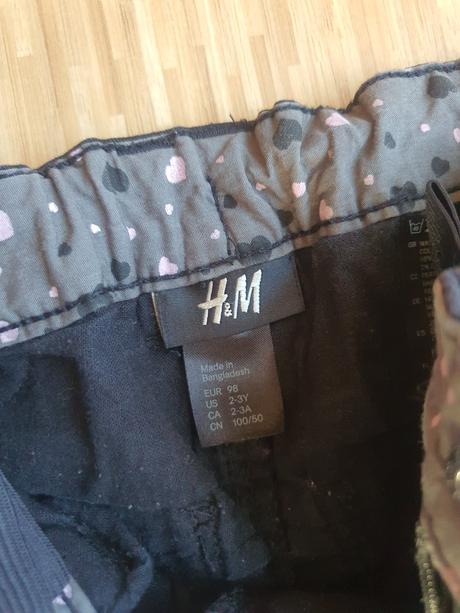 H&M
Made in
Bangladesh
EUR 98
US 2-3Y
CA 2-3A
CN 100/50